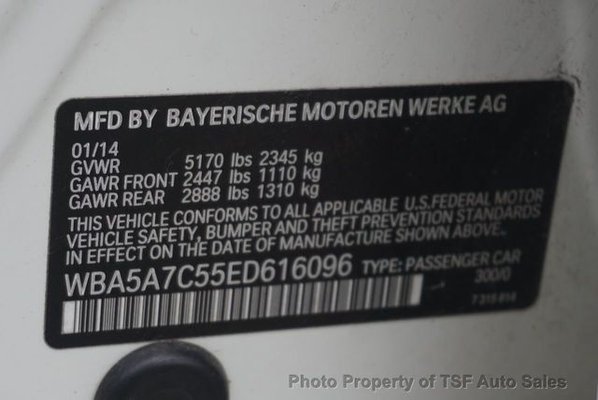 MFD BY BAYERISCHE MOTOREN WERKE AG
01/14
GVWR 5170 lbs 2345 kg
GAWR FRONT 2447 lbs 1110 kg
GAWR REAR 2888 lbs 1310 kg
THIS VEHICLE CONFORMS TO ALL APPLICABLE U.S.FEDERAL MOTOR
VEHICLE SAFETY, BUMPER AND THEFT PREVENTION STANDARDS
IN EFFECT ON THE DATE OF MANUFACTURE SHOWN ABOVE.
WBA5A7C55ED616096 TYPE: PASSENGER CAR
300/0
Photo Property of TSF Auto Sales